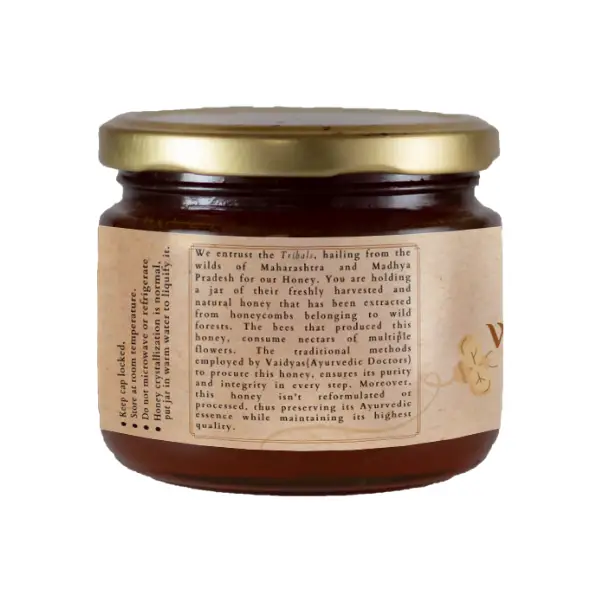 We entrust the Tribals, hailing from the
wilds of Maharashtra and Madhya
Pradesh for our Honey. You are holding
a jat of their freshly harvested and
natural honey that has been extracted
from honeycombs belonging to wild
forests. The bees that produced this
honey, consume nectars of multiple
flowers. The traditional methods
employed by Vaidyas(Ayurvedic Docrors)
to procure this honey, ensures its purity
and integrity in every step. Moreover,
this honey isn't reformulated or
processed, thus preserving its Ayurvedic
essence while maintaining its highest
quality.
• Keep cap locked.
• Store at room temperature.
• Do not microwave or refrigerate
• Honey crystallization is normal,
put jar in warm water to liquify it.